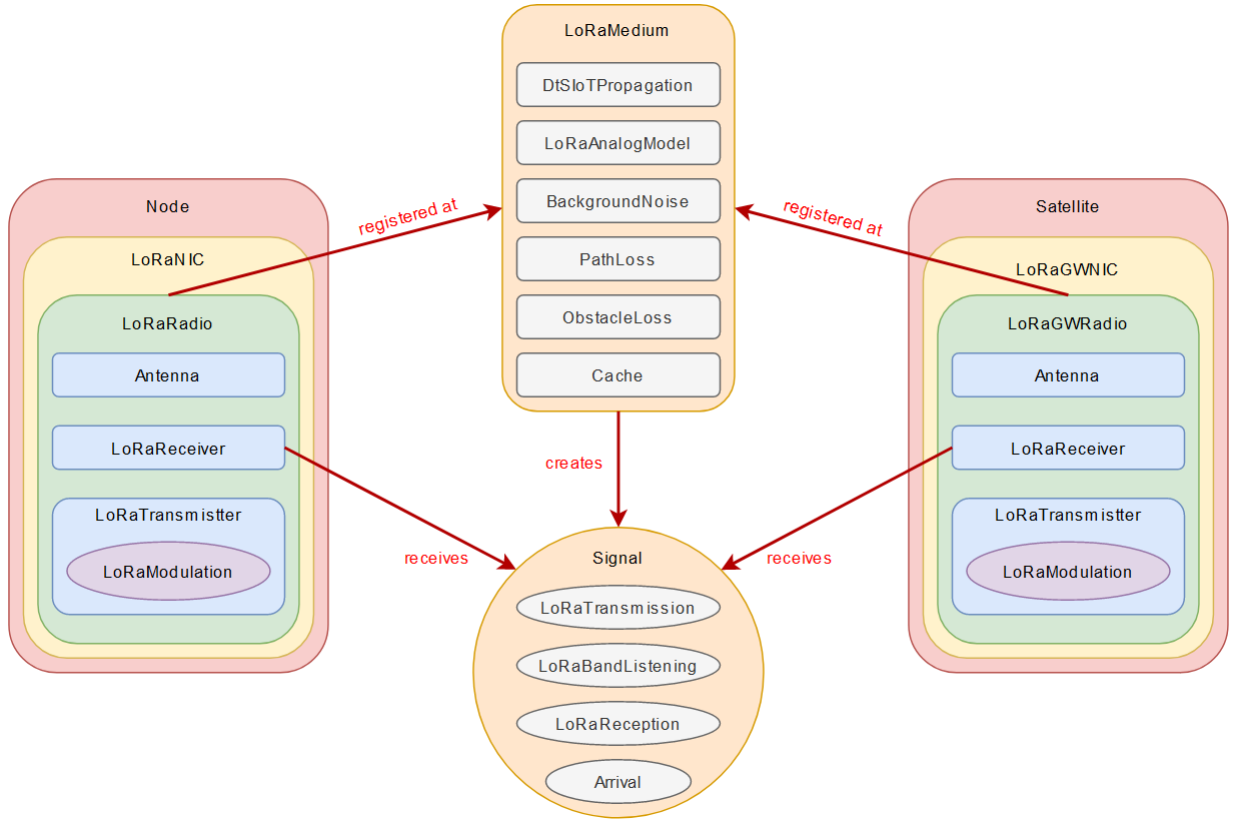 LoRaMedium
DtSIoTPropagation
LoRaAnalogModel
BackgroundNoise
PathLoss
ObstacleLoss
Cache
Node
LoRaNIC
LoRaRadio
Antenna
LoRaReceiver
LoRaTransmistter
LoRaModulation
registered at
registered at
Satellite
LoRaGWNIC
LoRaGWRadio
Antenna
LoRaReceiver
LoRaTransmistter
LoRaModulation
creates
receives
receives
Signal
LoRaTransmission
LoRaBandListening
LoRaReception
Arrival